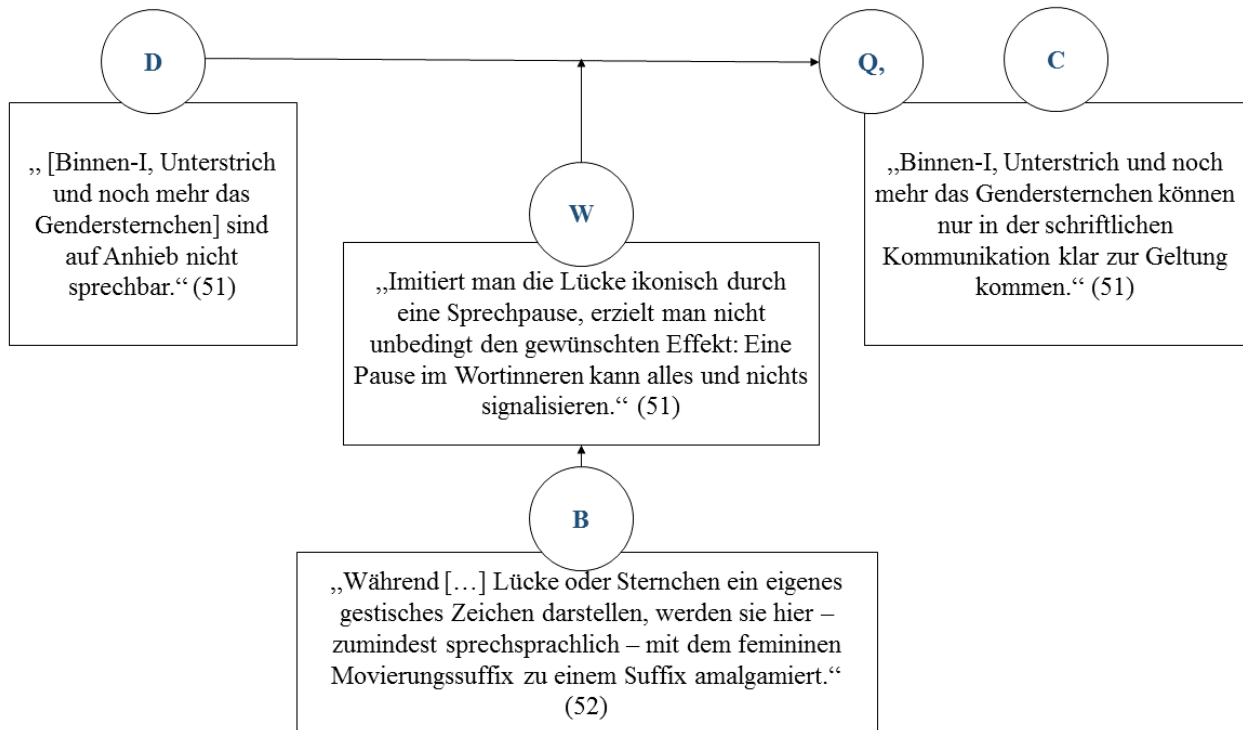 D
Q,
C
„ [Binnen-I, Unterstrich
und noch mehr das
Gendersternchen] sind
auf Anhieb nicht
sprechbar.“ (51)
„Binnen-I, Unterstrich und noch
mehr das Gendersternchen können
nur in der schriftlichen
Kommunikation klar zur Geltung
kommen.“ (51)
W
„Imitiert man die Lücke ikonisch durch
eine Sprechpause, erzielt man nicht
unbedingt den gewünschten Effekt: Eine
Pause im Wortinneren kann alles und nichts
signalisieren.“ (51)
B
„Während […] Lücke oder Sternchen ein eigenes
gestisches Zeichen darstellen, werden sie hier –
zumindest sprechsprachlich – mit dem femininen
Movierungssuffix zu einem Suffix amalgamiert.“
(52)